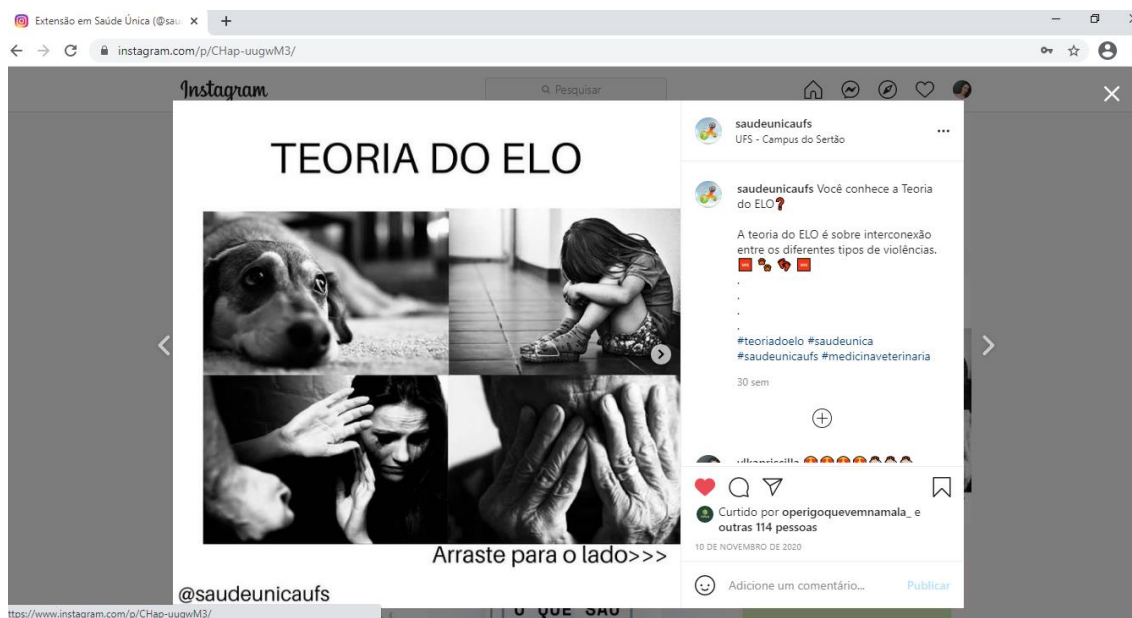 Extensão em Saúde Única (@sau
instagram.com/p/CHap-uugwM3/
Instagram
Pesquisar
TEORIA DO ELO
Arraste para o lado>>>
@saudeunicaufs
saudeunicaufs
UFS - Campus do Sertão
saudeunicaufs Você conhece a Teoria
do ELO❓
A teoria do ELO é sobre interconexão
entre os diferentes tipos de violências.
.
.
.
.
#teoriadoelo #saudeunica
#saudeunicaufs #medicinaveterinaria
30 sem
Curtido por operigoquevemnamala_ e
outras 114 pessoas
10 DE NOVEMBRO DE 2020
Adicione um comentário... Publicar
ttps://www.instagram.com/p/CHap-uugwM3/
O QUE SÃO